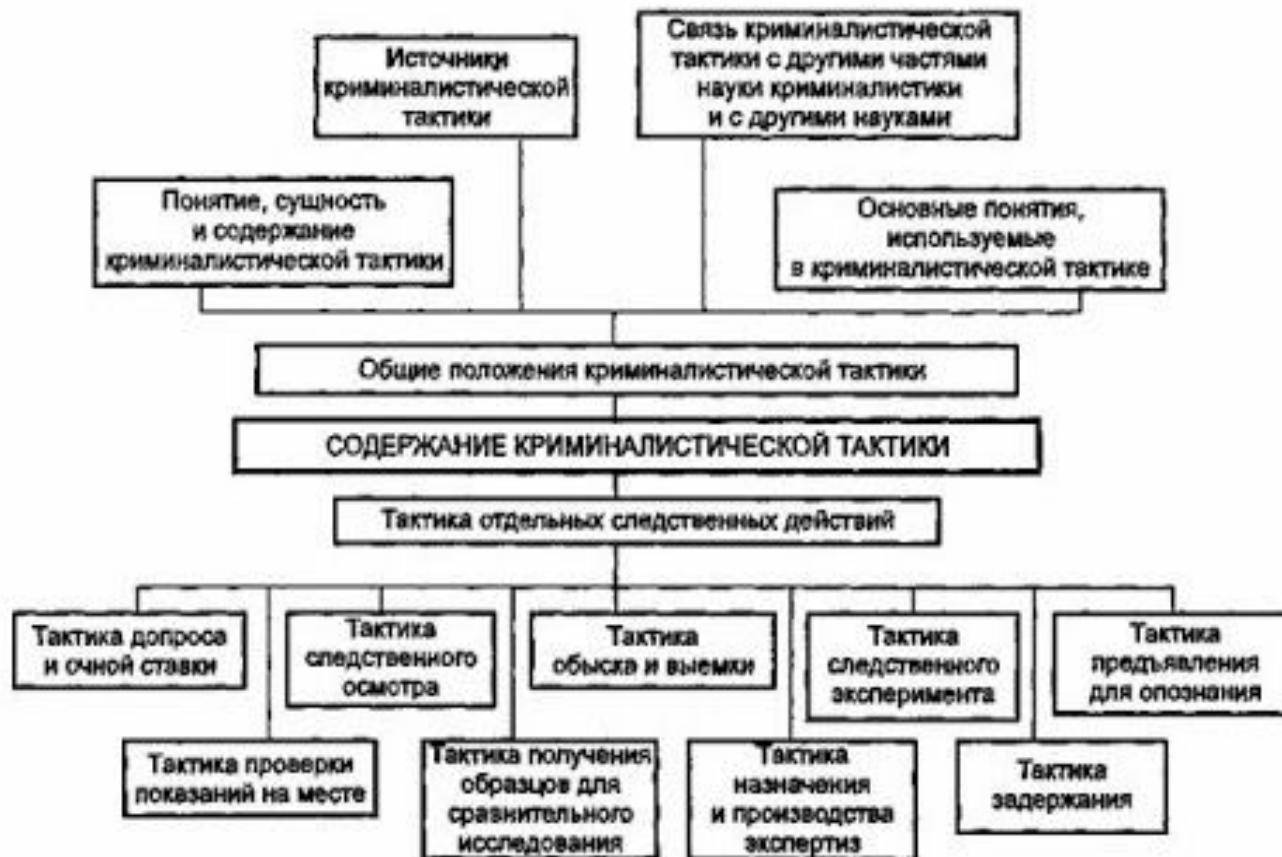 Источники
криминалистической
тактики
Связь криминалистической
тактики с другими частями
науки криминалистики
и с другими науками
Понятие, сущность
и содержание
криминалистической тактики
Основные понятия,
используемые
в криминалистической тактике
Общие положения криминалистической тактики
СОДЕРЖАНИЕ КРИМИНАЛИСТИЧЕСКОЙ ТАКТИКИ
Тактика отдельных следственных действий
Тактика допроса
и очной ставки
Тактика
следственного
осмотра
Тактика
обыска и выемки
Тактика
следственного
эксперимента
Тактика
предъявления
для опознания
Тактика проверки
показаний на месте
Тактика получения
образцов для
сравнительного
исследования
Тактика
назначения
и производства
экспертиз
Тактика
задержания